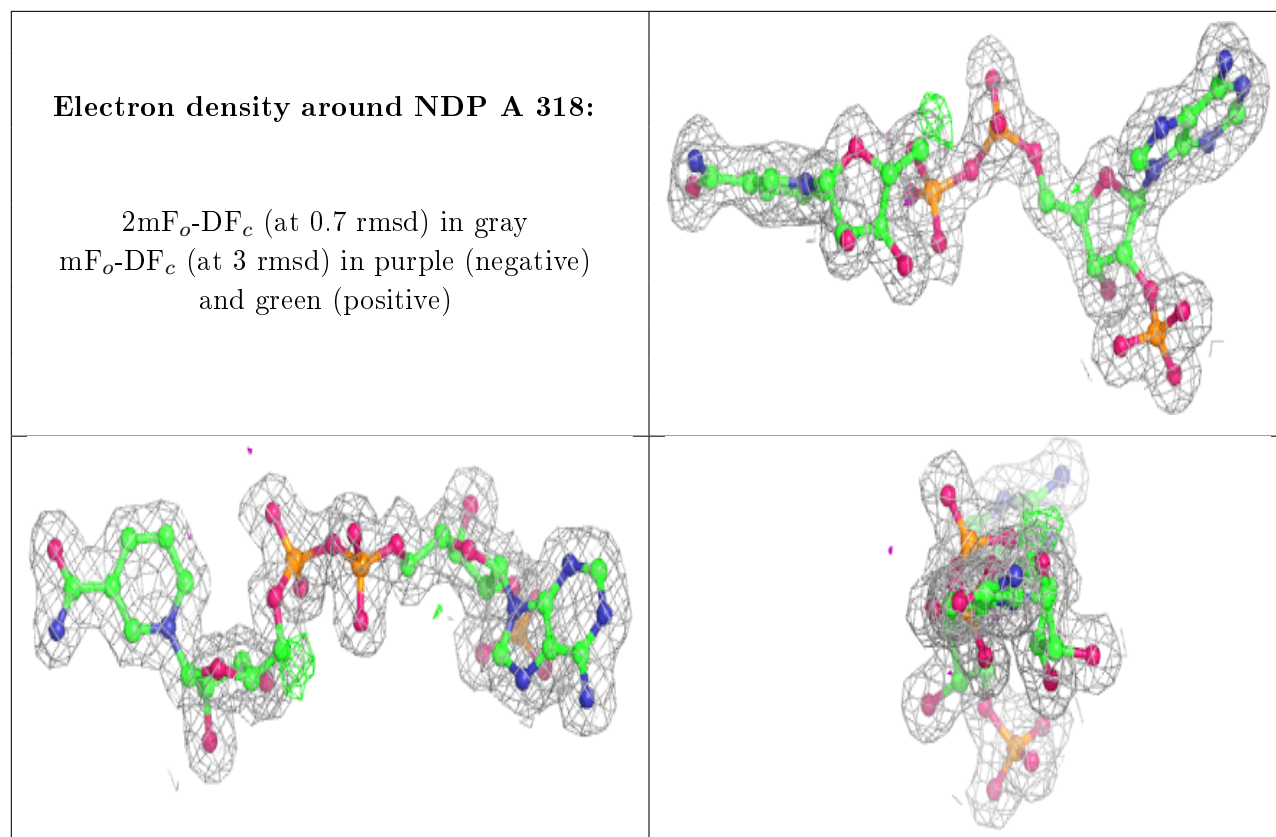 Electron density around NDP A 318:
2mFₒ-DF𝒸 (at 0.7 rmsd) in gray
mFₒ-DF𝒸 (at 3 rmsd) in purple (negative)
and green (positive)